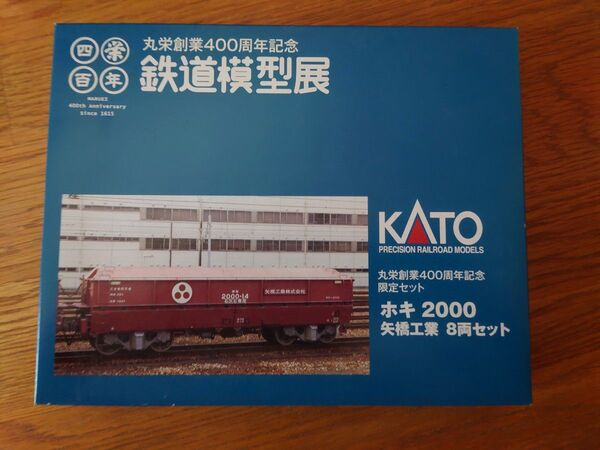 四栄
百年
MARUEI
400th anniversary
Since 1615
丸栄創業400周年記念
鉄道模型展
KATO
PRECISION RAILROAD MODELS
丸栄創業400周年記念
限定セット
ホキ 2000
矢橋工業 8両セット
2000-14
矢橋工業株式会社